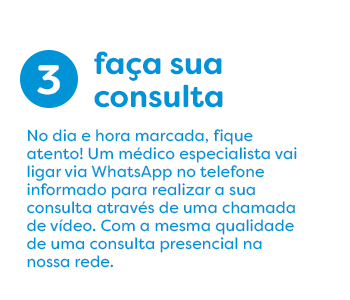 3
faça sua
consulta
No dia e hora marcada, fique
atento! Um médico especialista vai
ligar via WhatsApp no telefone
informado para realizar a sua
consulta através de uma chamada
de vídeo. Com a mesma qualidade
de uma consulta presencial na
nossa rede.